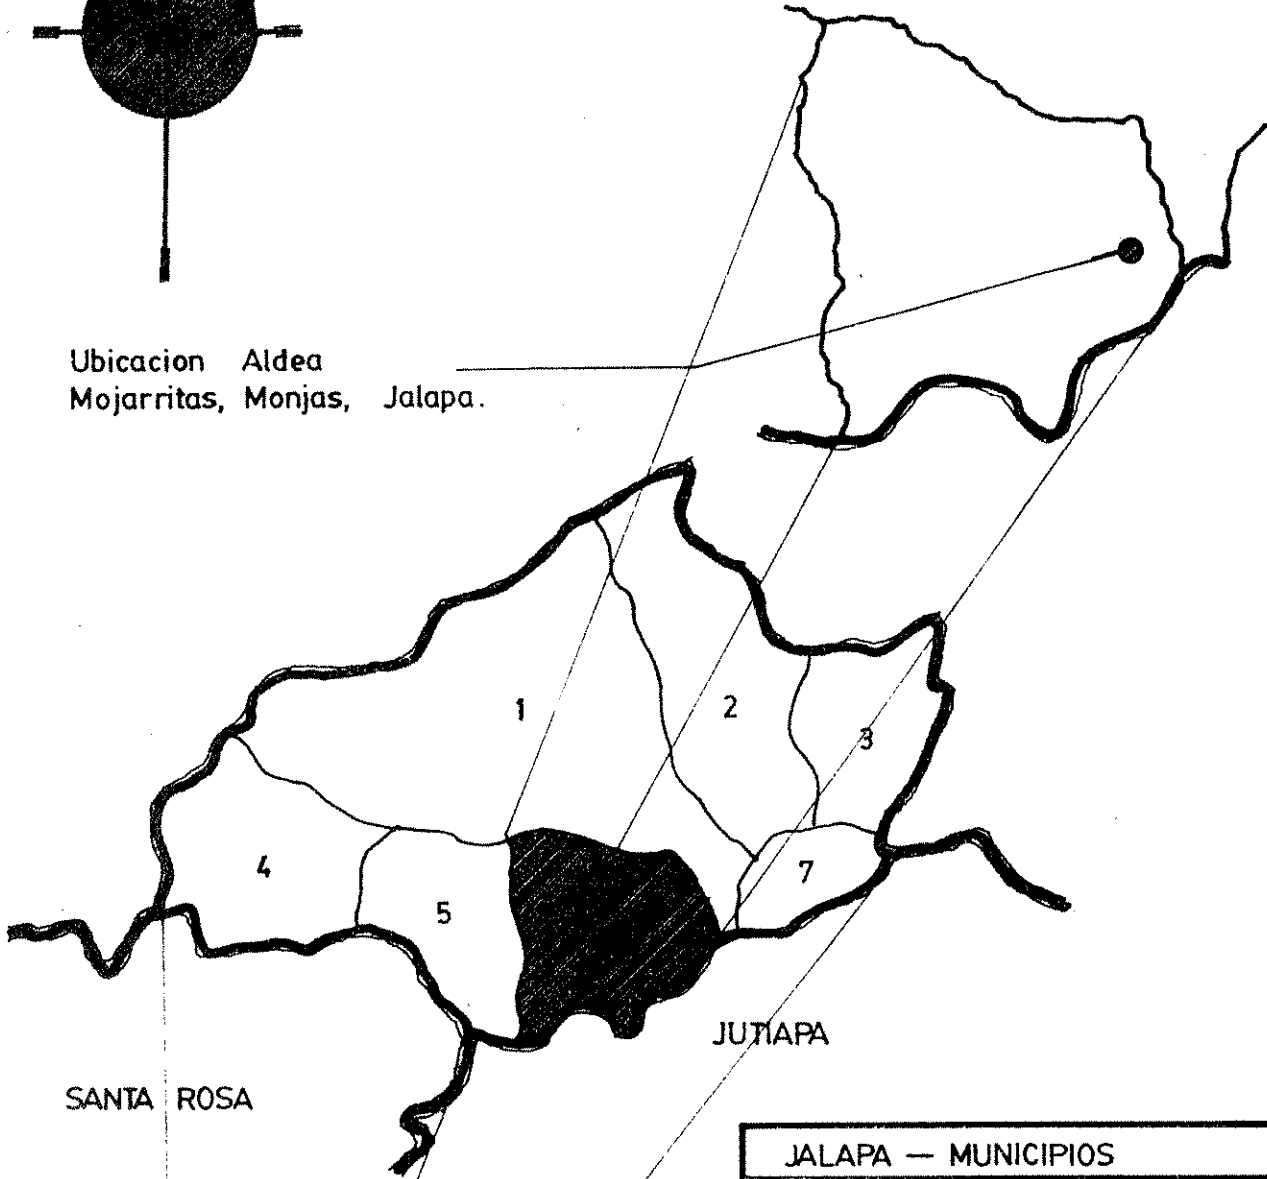 Ubicacion Aldea
Mojarritas, Monjas, Jalapa.
1
2
3
4
5
7
JUTIAPA
SANTA ROSA
JALAPA — MUNICIPIOS